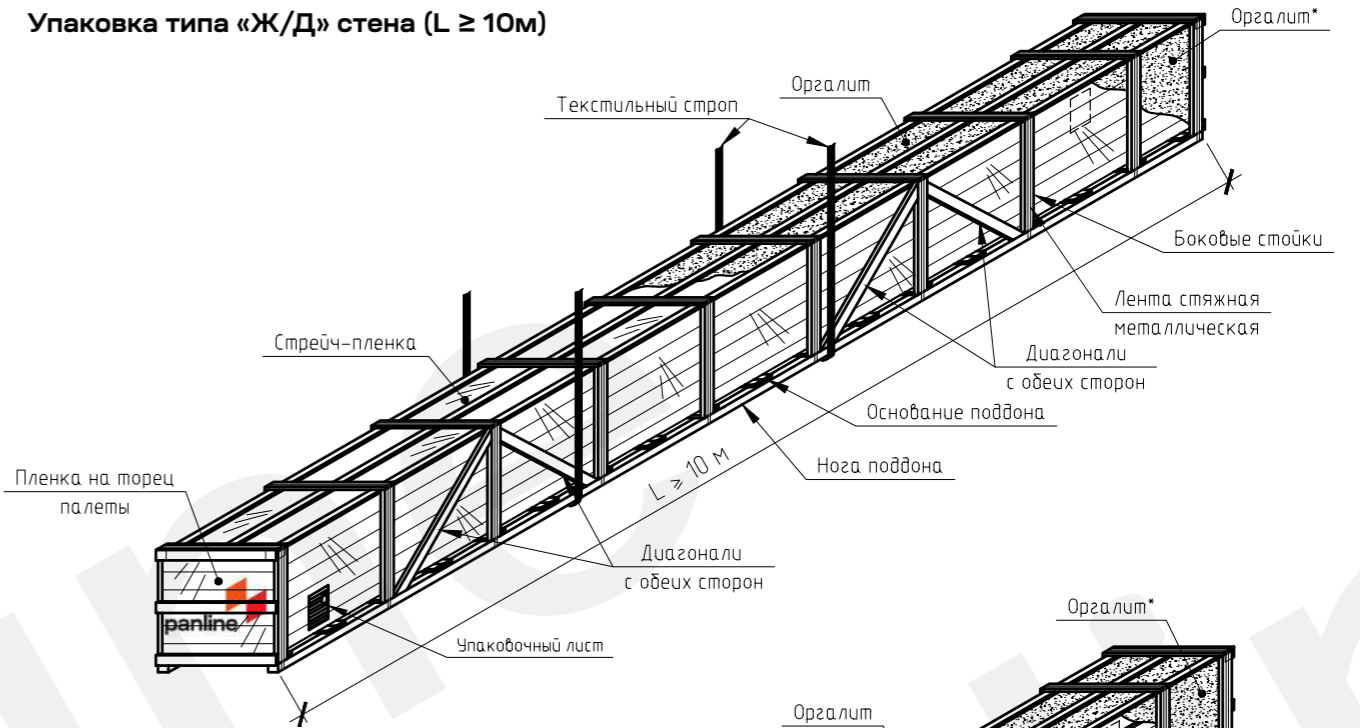 Упаковка типа «Ж/Д» стена (L ≥ 10м)
Оргалит*
Оргалит
Текстильный строп
Боковые стойки
Лента стяжная
металлическая
Стрейч-пленка
Диагонали
с обеих сторон
Основание поддона
Нога поддона
L ≥ 10 м
Пленка на торец
палеты
Диагонали
с обеих сторон
panline
Упаковочный лист
Оргалит*
Оргалит